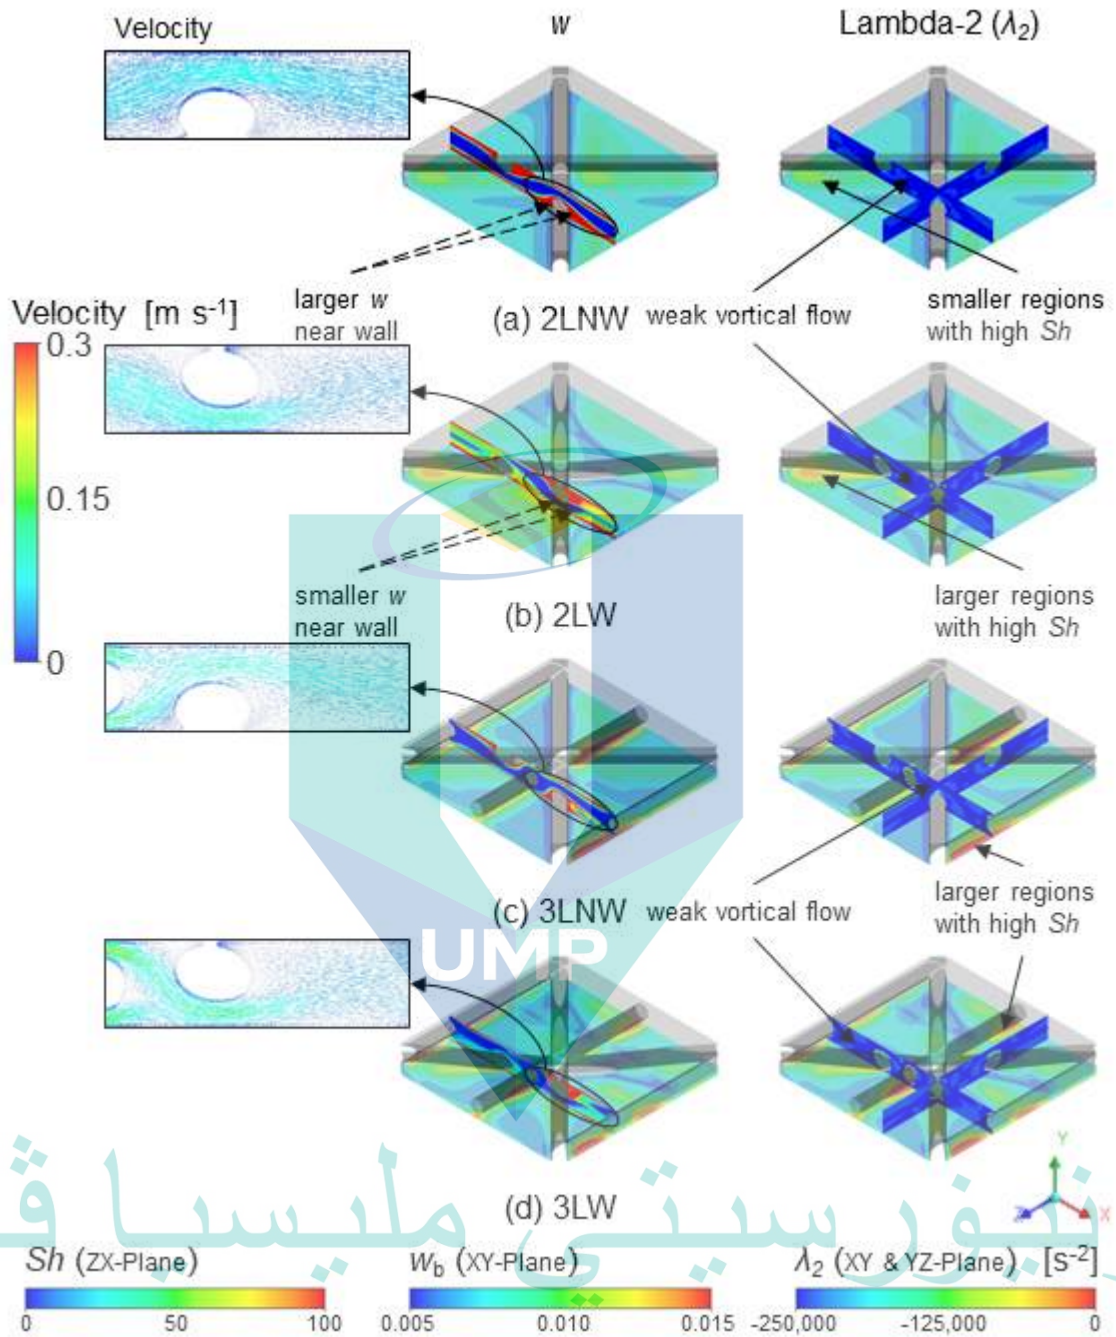 Velocity
w
Lambda-2 (λ₂)
larger w
near wall
(a) 2LNW
weak vortical flow
smaller regions
with high Sh
Velocity [m s⁻¹]
0.3
0.15
0
smaller w
near wall
(b) 2LW
larger regions
with high Sh
(c) 3LNW
weak vortical flow
larger regions
with high Sh
UMP
(d) 3LW
Y
Z
X
Sh (ZX-Plane)
0
50
100
w_b (XY-Plane)
0.005
0.010
0.015
λ₂ (XY & YZ-Plane) [s⁻²]
-250,000
-125,000
0
مليسيا